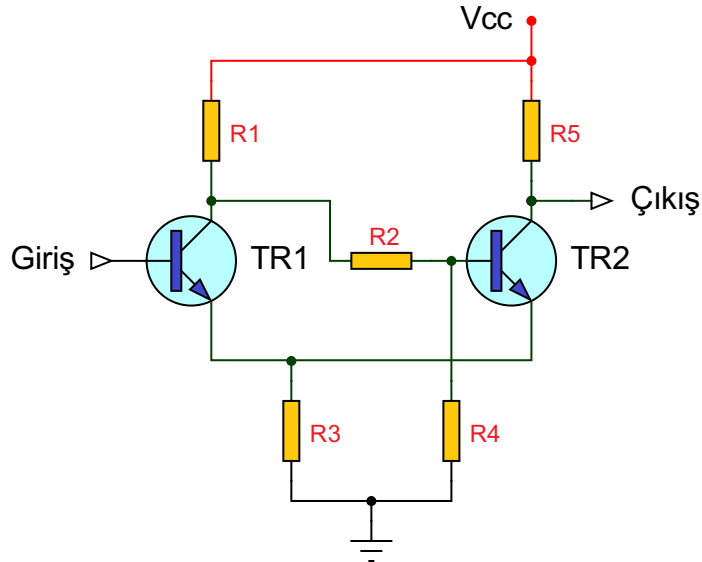 Vcc
R1
R5
Çıkış
R2
Giriş
TR1
TR2
R3
R4